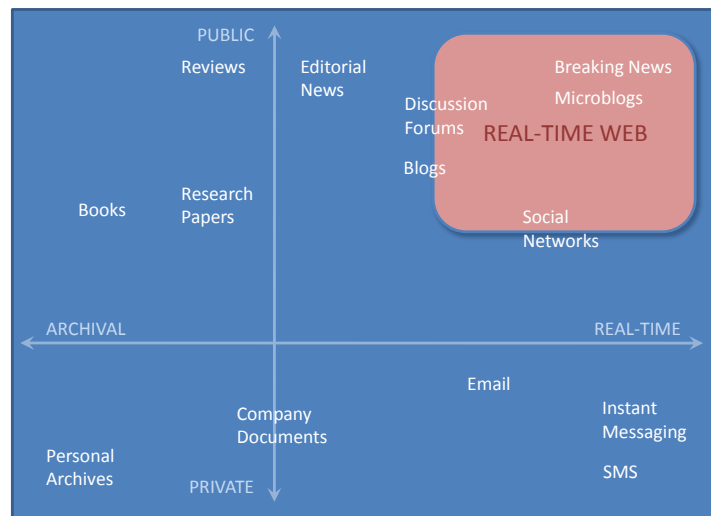 PUBLIC
Reviews
Editorial
News
Breaking News
Microblogs
Discussion
Forums
REAL-TIME WEB
Blogs
Books
Research
Papers
Social
Networks
ARCHIVAL
REAL-TIME
Email
Company
Documents
Instant
Messaging
Personal
Archives
SMS
PRIVATE